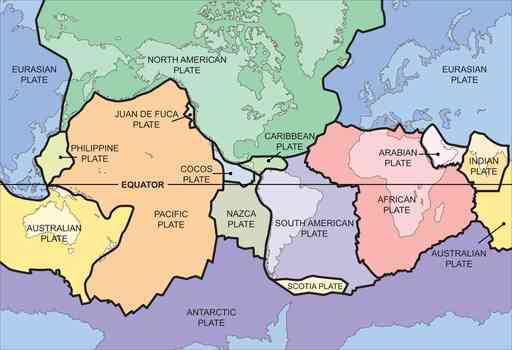 NORTH AMERICAN
PLATE
EURASIAN
PLATE
EURASIAN
PLATE
JUAN DE FUCA
PLATE
CARIBBEAN
PLATE
PHILIPPINE
PLATE
ARABIAN
PLATE
INDIAN
PLATE
COCOS
PLATE
EQUATOR
AFRICAN
PLATE
PACIFIC
PLATE
NAZCA
PLATE
SOUTH AMERICAN
PLATE
AUSTRALIAN
PLATE
AUSTRALIAN
PLATE
SCOTIA PLATE
ANTARCTIC
PLATE